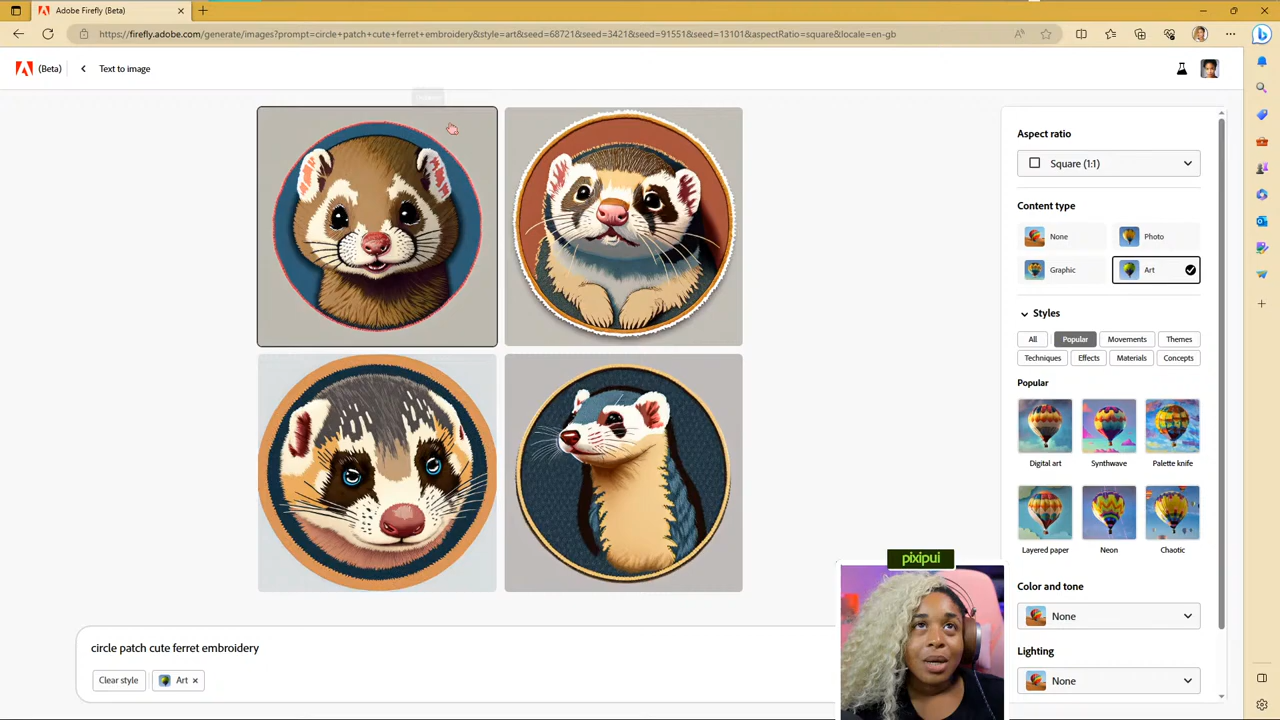 Adobe Firefly (Beta)
https://firefly.adobe.com/generate/images?prompt=circle+patch+cute+ferret+embroidery&style=art&seed=68721&seed=3421&seed=91551&seed=13101&aspectRatio=square&locale=en-gb
(Beta)
Text to image
Aspect ratio
Square (1:1)
Content type
None
Photo
Graphic
Art
Styles
All
Popular
Movements
Themes
Techniques
Effects
Materials
Concepts
Popular
Digital art
Synthwave
Palette knife
Layered paper
Neon
Chaotic
Color and tone
None
Lighting
None
circle patch cute ferret embroidery
Clear style
Art
pixipui